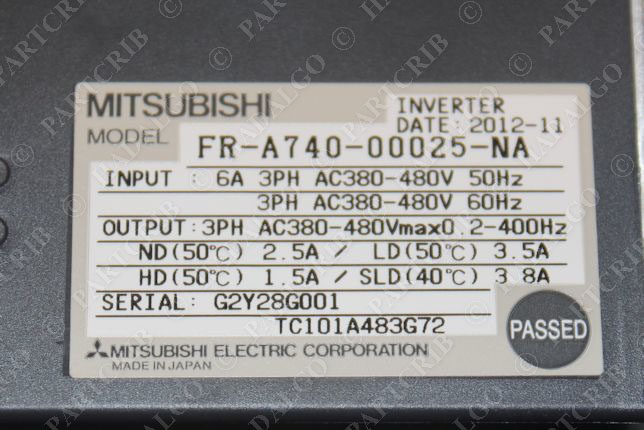 MITSUBISHI
INVERTER
DATE: 2012-11
MODEL FR-A740-00025-NA
INPUT : 6A 3PH AC380-480V 50Hz
3PH AC380-480V 60Hz
OUTPUT:3PH AC380-480Vmax0.2-400Hz
ND(50℃) 2.5A / LD(50℃) 3.5A
HD(50℃) 1.5A / SLD(40℃) 3.8A
SERIAL: G2Y28G001
TC101A483G72
PASSED
MITSUBISHI ELECTRIC CORPORATION
MADE IN JAPAN
© PARTCRIB © HAPALGO